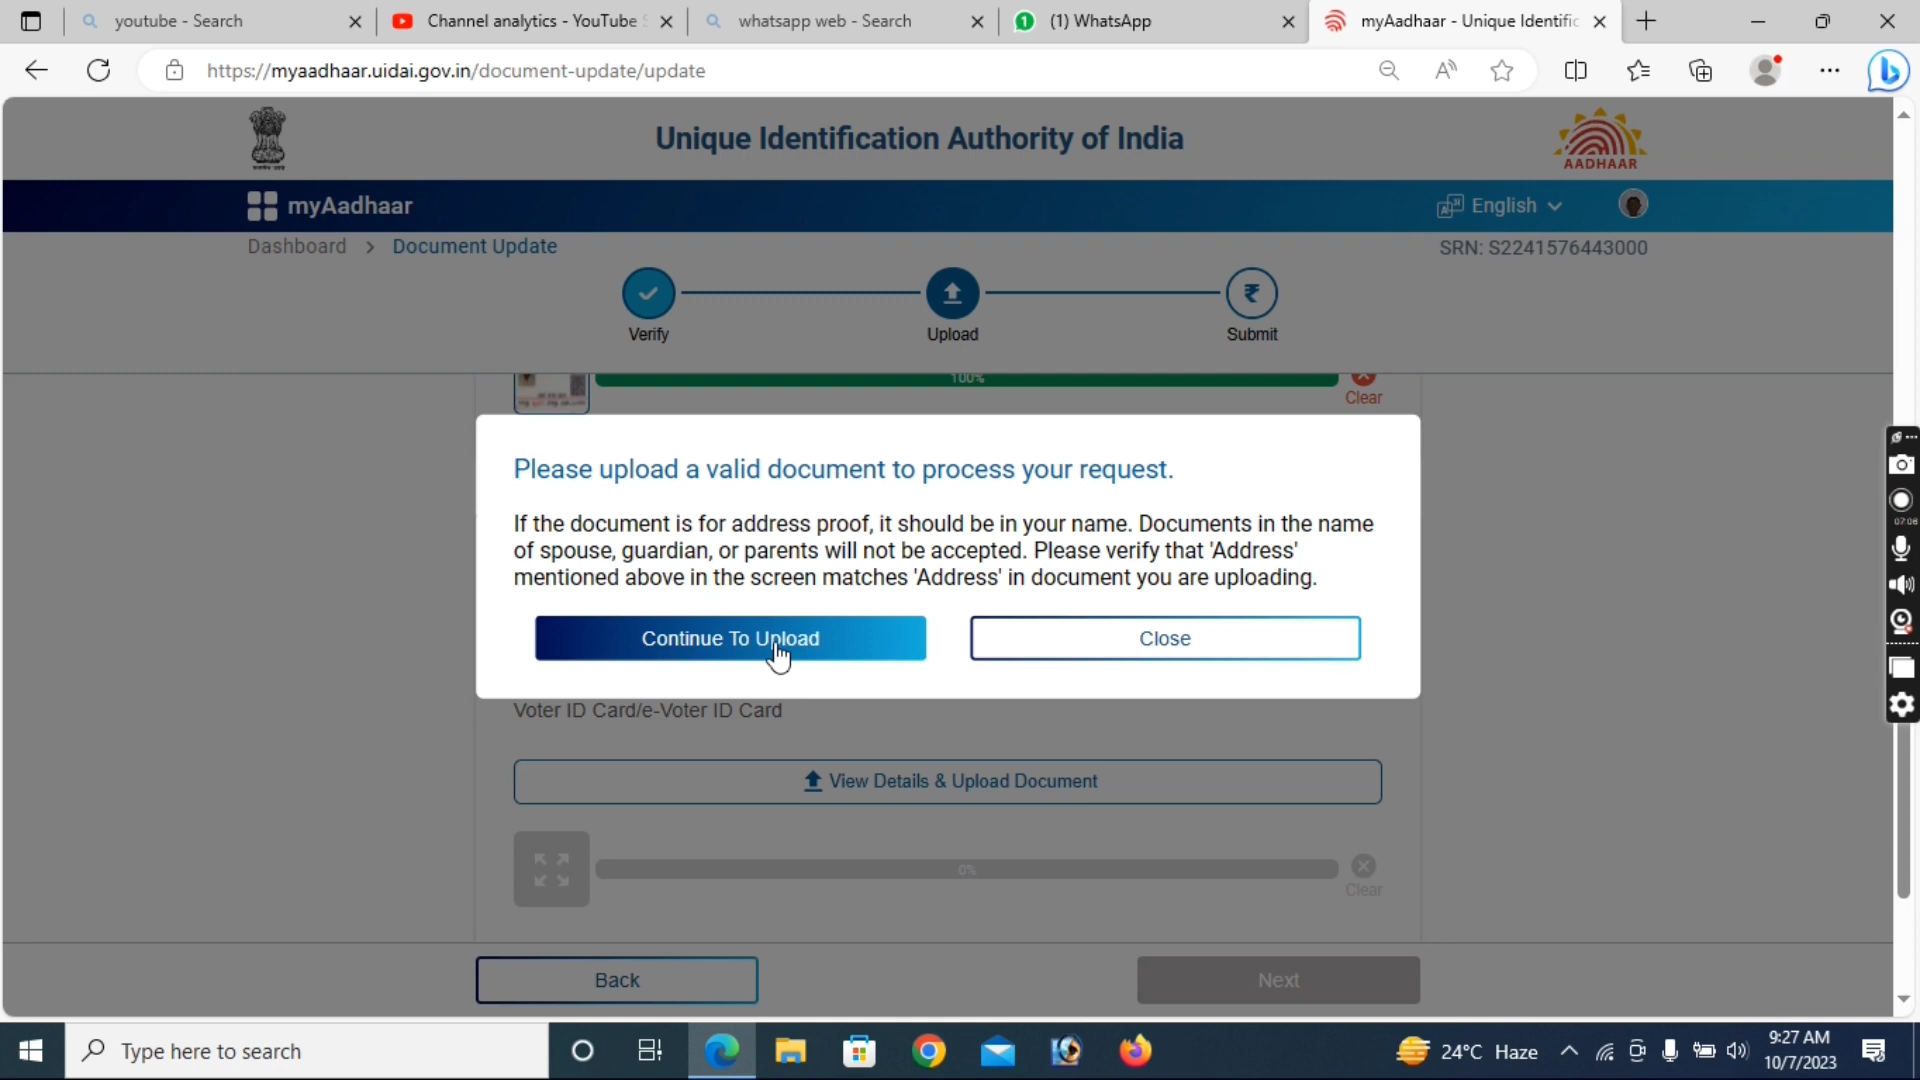 youtube - Search
Channel analytics - YouTube S
whatsapp web - Search
(1) WhatsApp
myAadhaar - Unique Identific
https://myaadhaar.uidai.gov.in/document-update/update
Unique Identification Authority of India
AADHAAR
myAadhaar
English
Dashboard > Document Update
SRN: S2241576443000
Verify
Upload
Submit
100%
Clear
Please upload a valid document to process your request.
If the document is for address proof, it should be in your name. Documents in the name
of spouse, guardian, or parents will not be accepted. Please verify that 'Address'
mentioned above in the screen matches 'Address' in document you are uploading.
Continue To Upload
Close
Voter ID Card/e-Voter ID Card
View Details & Upload Document
0%
Clear
Back
Next
07:08
Type here to search
24°C Haze
9:27 AM
10/7/2023